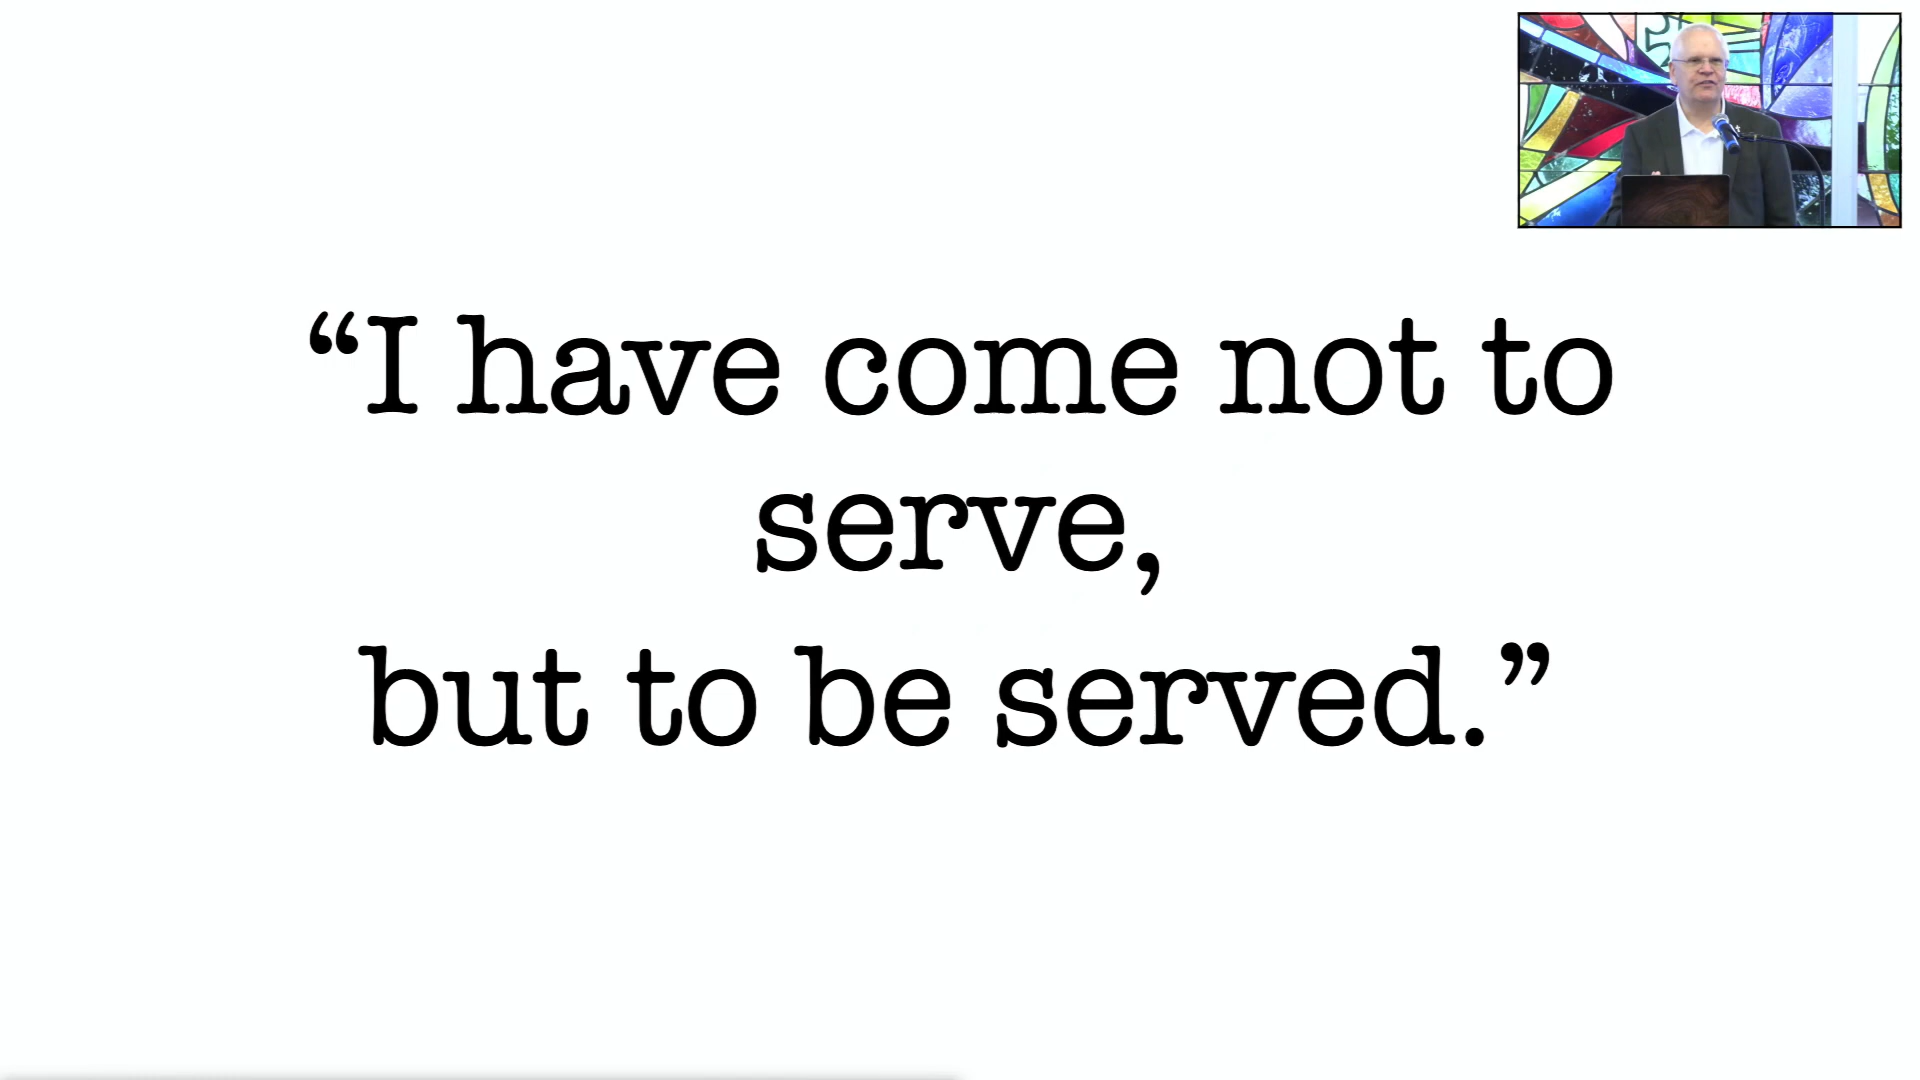 “I have come not to
serve,
but to be served.”